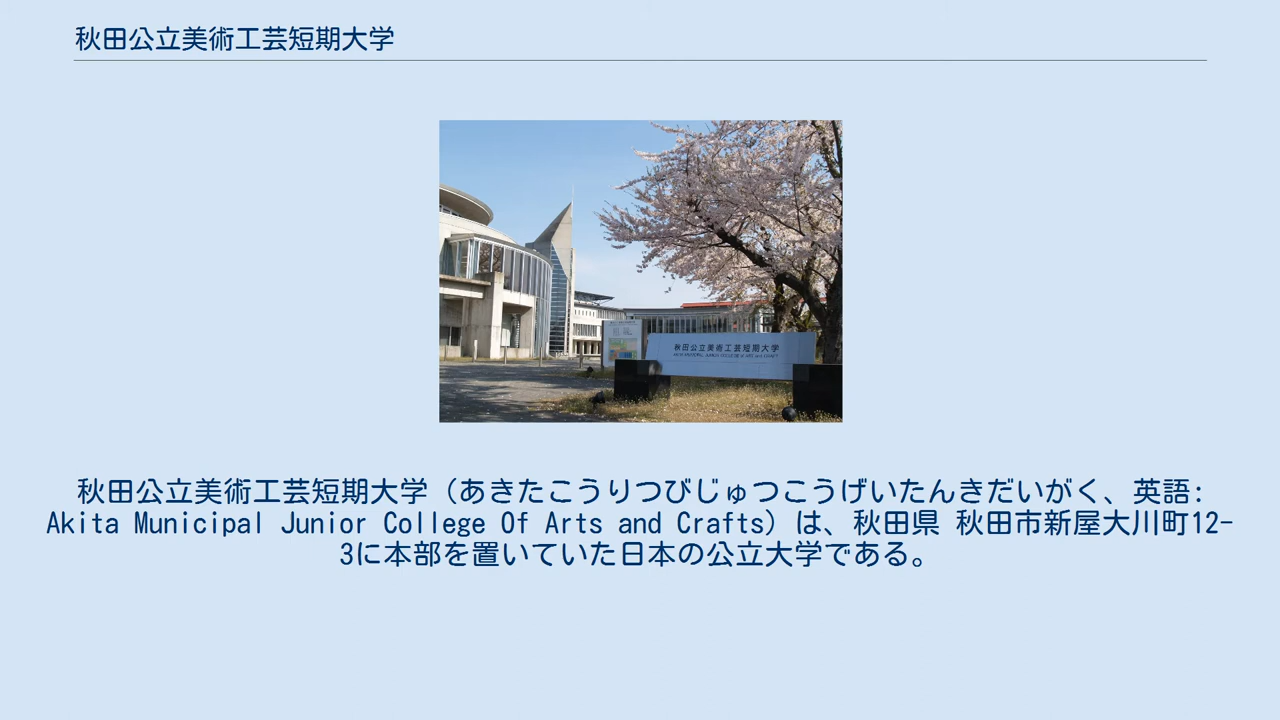 秋田公立美術工芸短期大学
秋田公立美術工芸短期大学
秋田公立美術工芸短期大学（あきたこうりつびじゅつこうげいたんきだいがく、英語:
Akita Municipal Junior College Of Arts and Crafts）は、秋田県 秋田市新屋大川町12-
3に本部を置いていた日本の公立大学である。